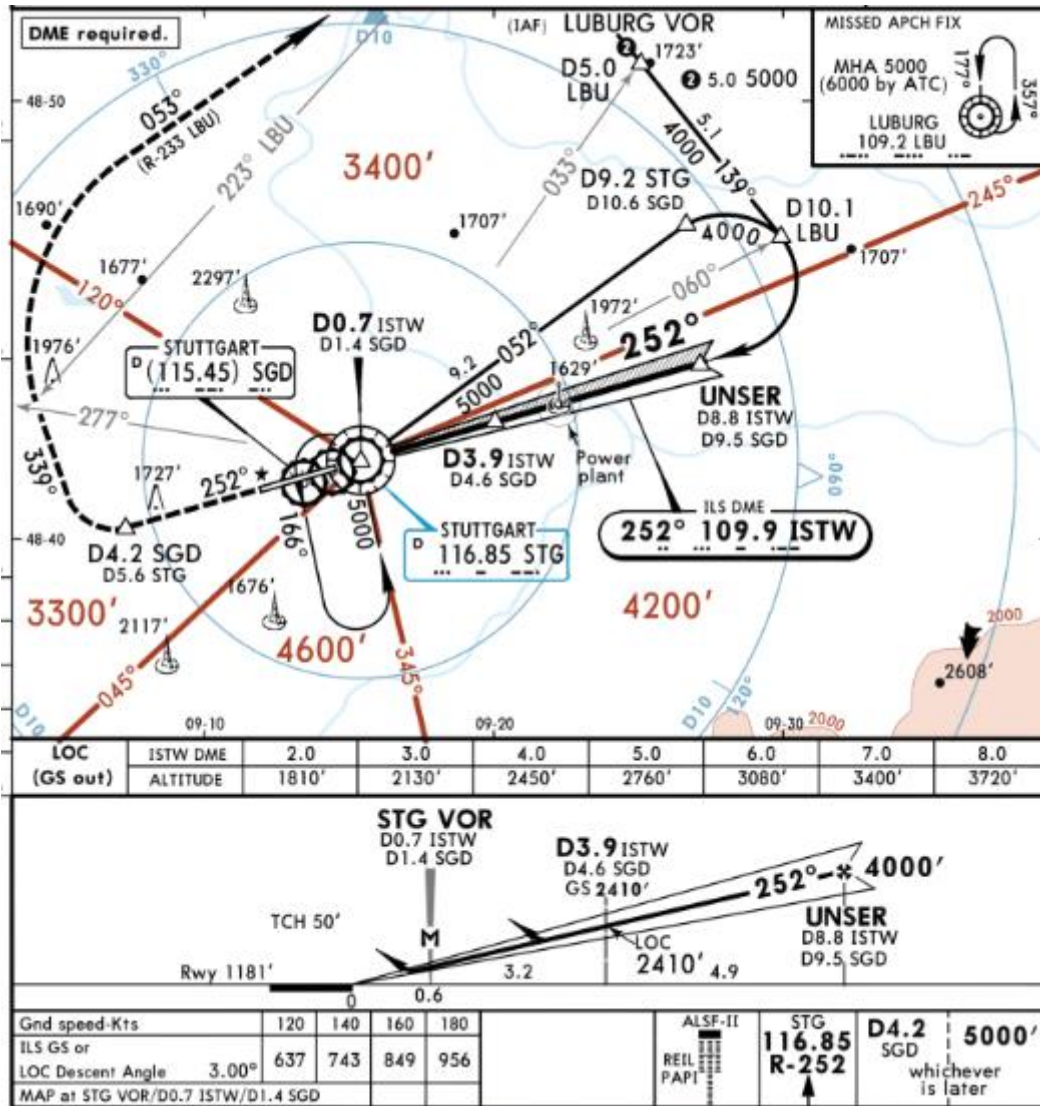 DME required.
D10
(IAF) LUBURG VOR
❷ 1723'
D5.0
LBU
❷ 5.0 5000
MISSED APCH FIX
MHA 5000
(6000 by ATC)
177°
357°
LUBURG
109.2 LBU
330°
48-50
053°
(R-233 LBU)
223° LBU
3400'
033°
5.1
4000 139°
D9.2 STG
D10.6 SGD
D10.1
LBU
4000
245°
1690'
1707'
1707'
1677'
120°
2297'
1972'
060°
D0.7 ISTW
D1.4 SGD
252°
1976'
STUTTGART
D (115.45) SGD
9.2
052°
5000
1629'
UNSER
D8.8 ISTW
D9.5 SGD
277°
D3.9 ISTW
D4.6 SGD
Power
plant
339°
1727'
252°
090°
166°
5000
48-40
D4.2 SGD
D5.6 STG
STUTTGART
D 116.85 STG
ILS DME
252° 109.9 ISTW
3300'
1676'
2117'
4600'
4200'
2000
2608'
045°
345°
D10
D10
120°
09-10
09-20
09-30
2000
LOC
(GS out)
ISTW DME 2.0 3.0 4.0 5.0 6.0 7.0 8.0
ALTITUDE 1810' 2130' 2450' 2760' 3080' 3400' 3720'
STG VOR
D0.7 ISTW
D1.4 SGD
D3.9 ISTW
D4.6 SGD
GS 2410'
252° 4000'
TCH 50'
M
UNSER
D8.8 ISTW
D9.5 SGD
LOC
2410'
Rwy 1181'
3.2
4.9
0
0.6
Gnd speed-Kts 120 140 160 180
ILS GS or
LOC Descent Angle 3.00° 637 743 849 956
MAP at STG VOR/D0.7 ISTW/D1.4 SGD
ALSF-II
REIL
PAPI
STG
116.85
R-252
D4.2
SGD
5000'
whichever
is later